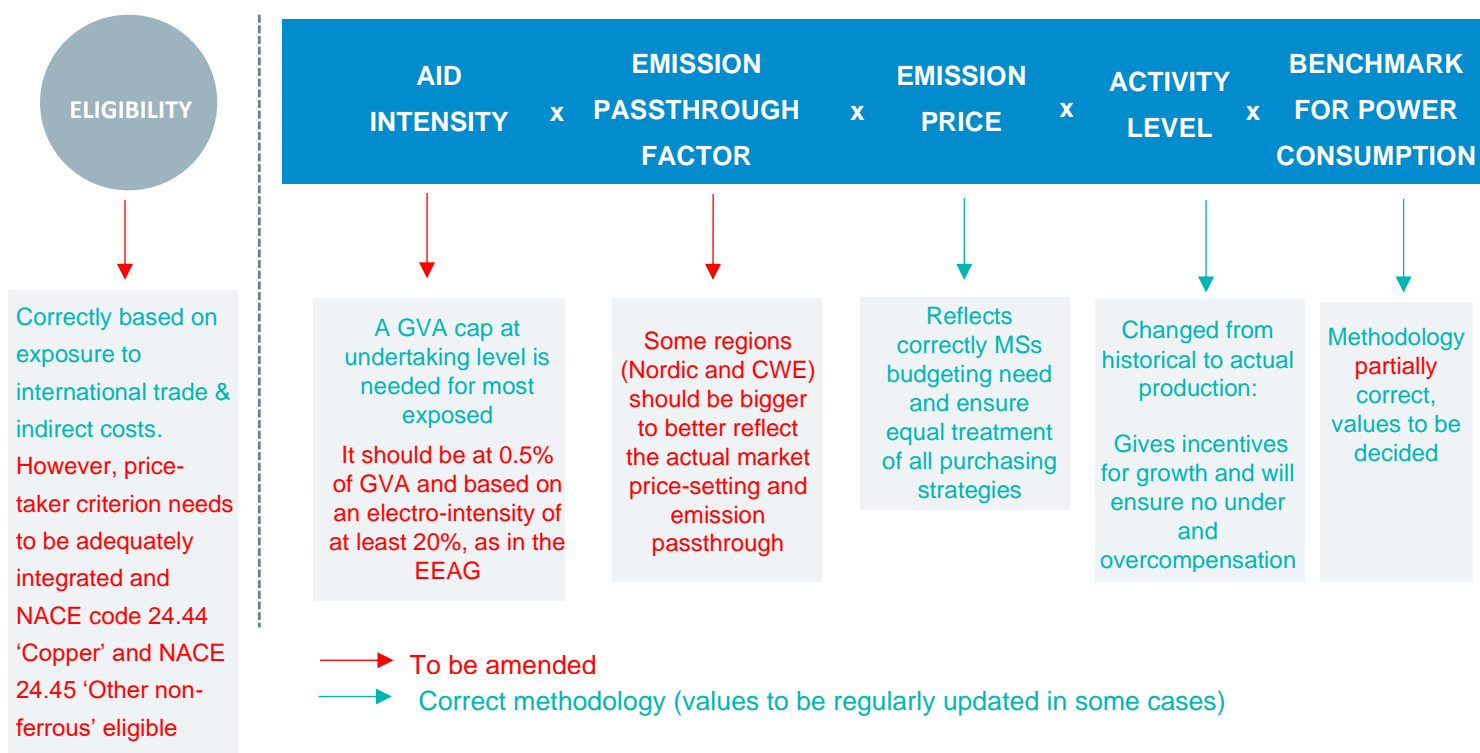 ELIGIBILITY
AID
INTENSITY
x
EMISSION
PASSTHROUGH
FACTOR
x
EMISSION
PRICE
x
ACTIVITY
LEVEL
x
BENCHMARK
FOR POWER
CONSUMPTION
Correctly based on
exposure to
international trade &
indirect costs.
However, price-
taker criterion needs
to be adequately
integrated and
NACE code 24.44
‘Copper’ and NACE
24.45 ‘Other non-
ferrous’ eligible
A GVA cap at
undertaking level is
needed for most
exposed
It should be at 0.5%
of GVA and based on
an electro-intensity of
at least 20%, as in the
EEAG
Some regions
(Nordic and CWE)
should be bigger
to better reflect
the actual market
price-setting and
emission
passthrough
Reflects
correctly MSs
budgeting need
and ensure
equal treatment
of all purchasing
strategies
Changed from
historical to actual
production:
Gives incentives
for growth and will
ensure no under
and
overcompensation
Methodology
partially
correct,
values to be
decided
To be amended
Correct methodology (values to be regularly updated in some cases)